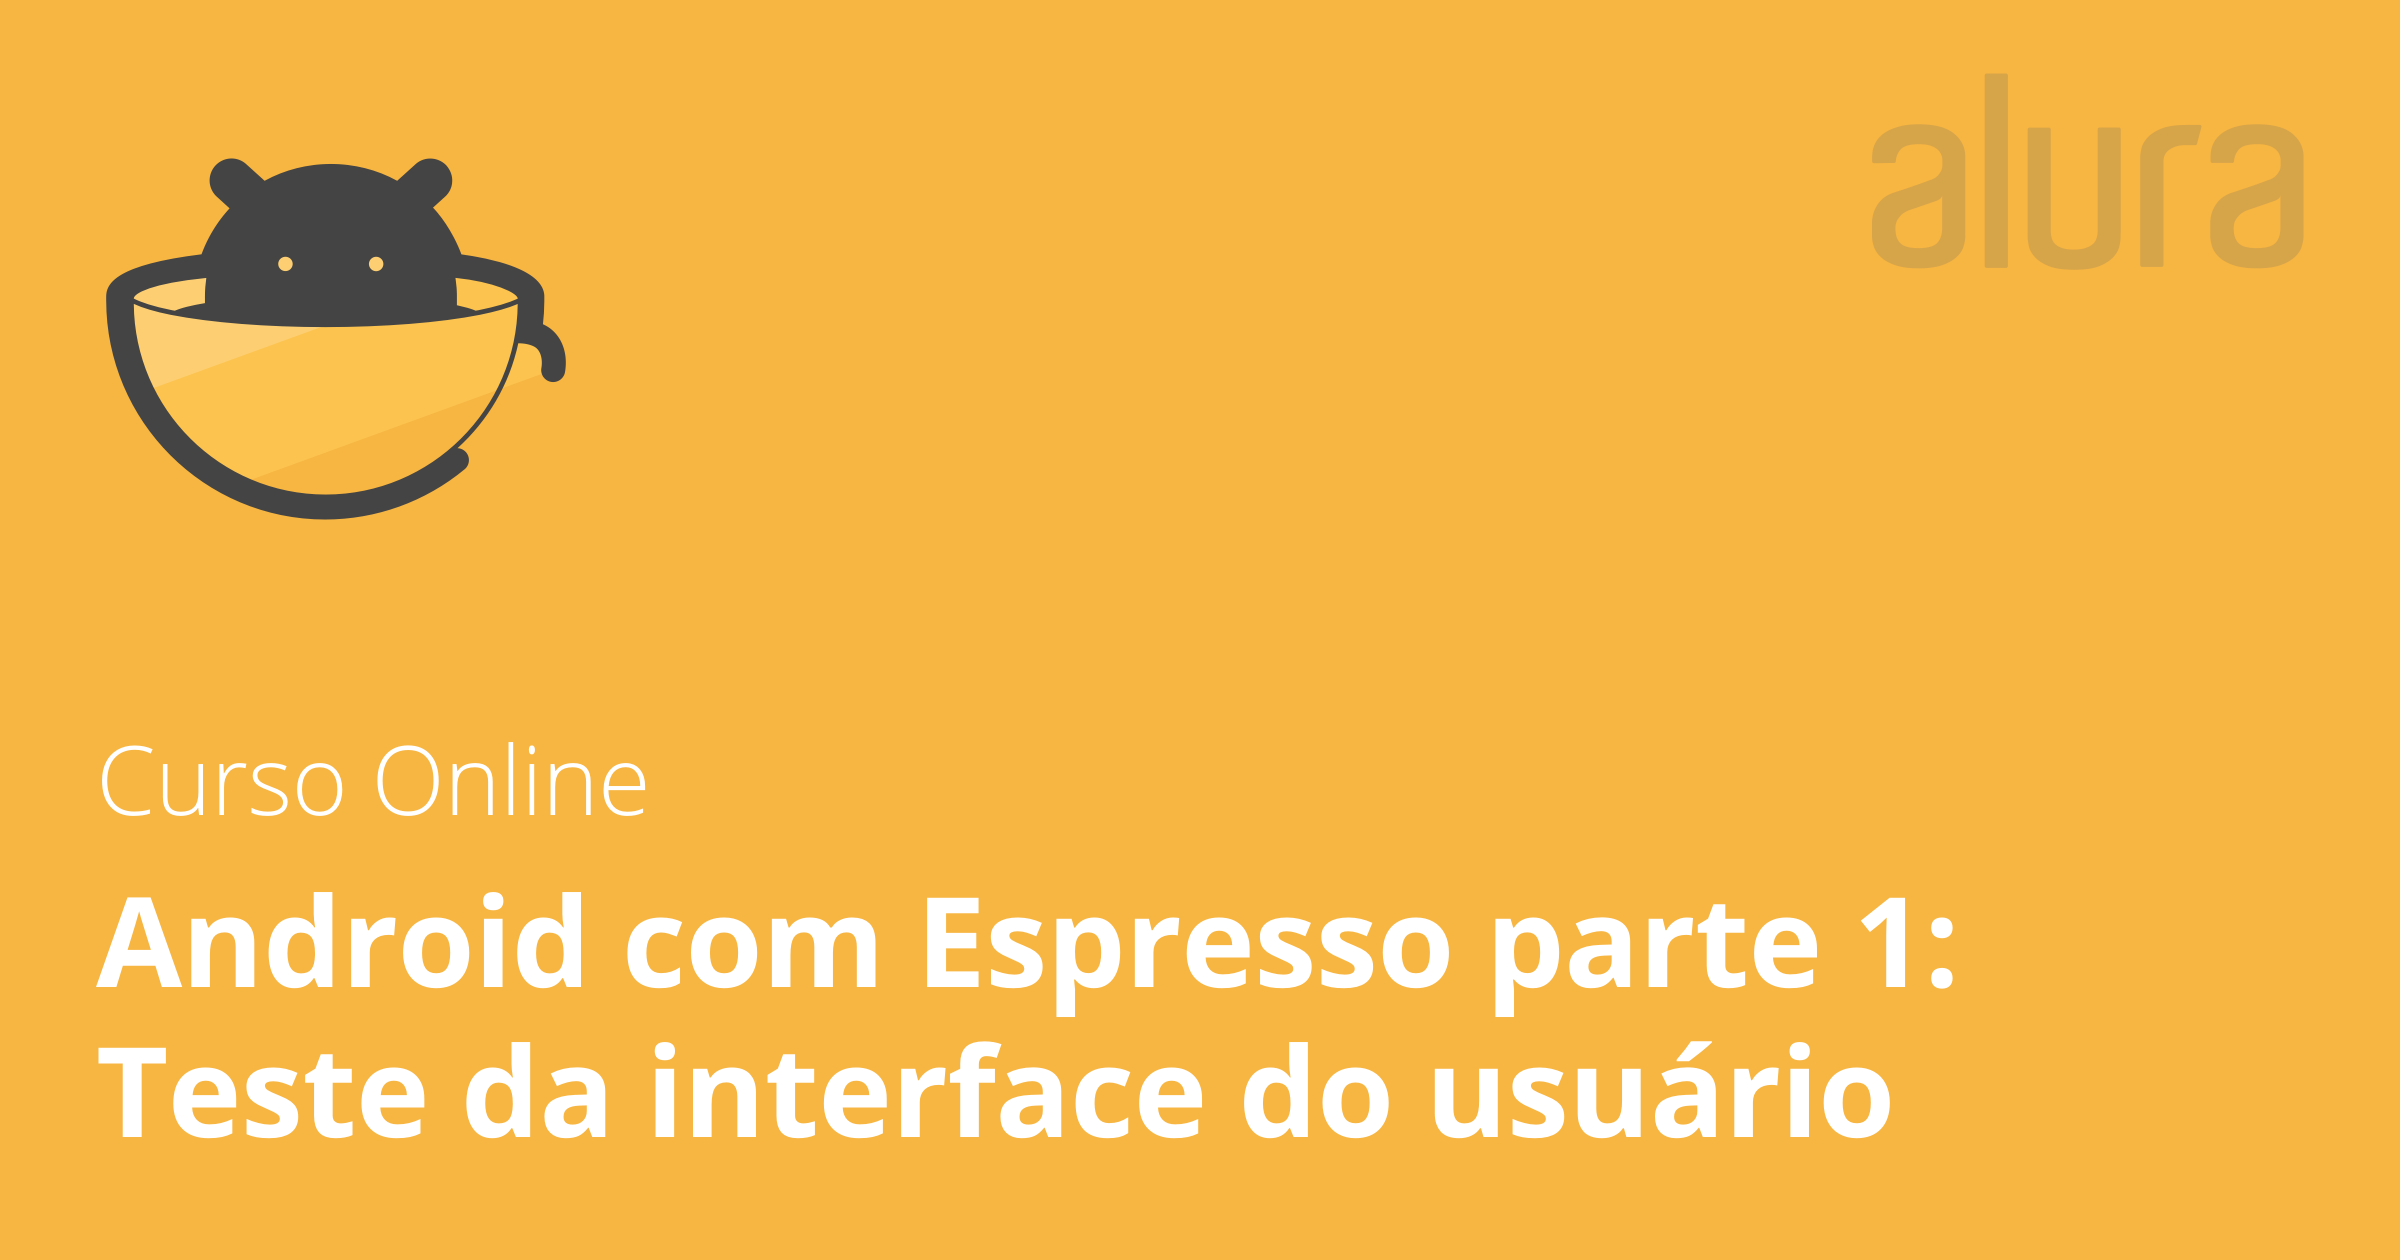 alura
Curso Online
Android com Espresso parte 1:
Teste da interface do usuário